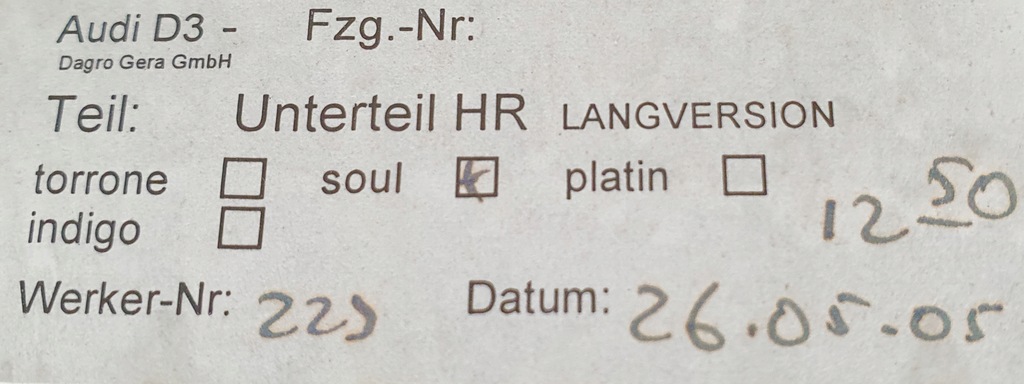 Audi D3 - Fzg.-Nr:
Dagro Gera GmbH
Teil: Unterteil HR LANGVERSION
torrone soul platin
indigo
12 50
Werker-Nr: 229 Datum: 26.05.05